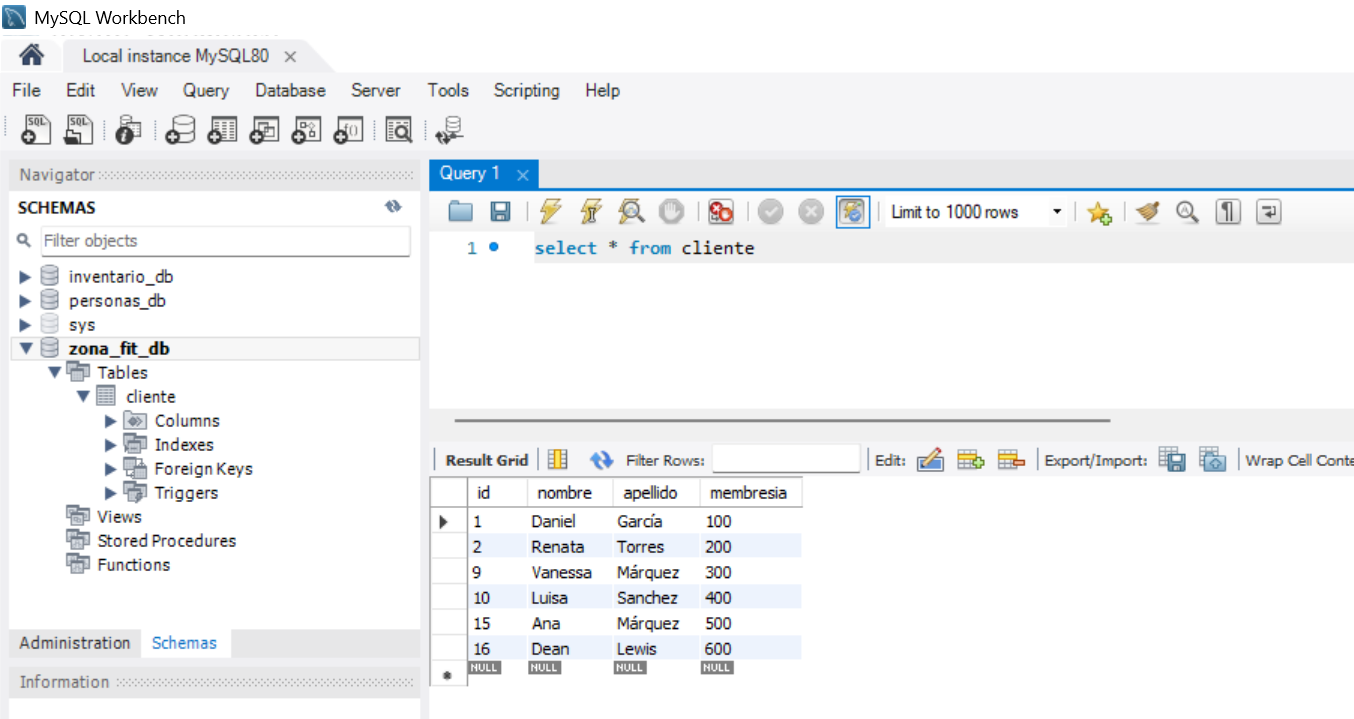 MySQL Workbench
Local instance MySQL80
File Edit View Query Database Server Tools Scripting Help
Navigator
SCHEMAS
Filter objects
inventario_db
personas_db
sys
zona_fit_db
Tables
cliente
Columns
Indexes
Foreign Keys
Triggers
Views
Stored Procedures
Functions
Administration Schemas
Information
Query 1
Limit to 1000 rows
1 select * from cliente
Result Grid Filter Rows: Edit: Export/Import: Wrap Cell Conte
id nombre apellido membresia
1 Daniel García 100
2 Renata Torres 200
9 Vanessa Márquez 300
10 Luisa Sanchez 400
15 Ana Márquez 500
16 Dean Lewis 600
NULL NULL NULL NULL